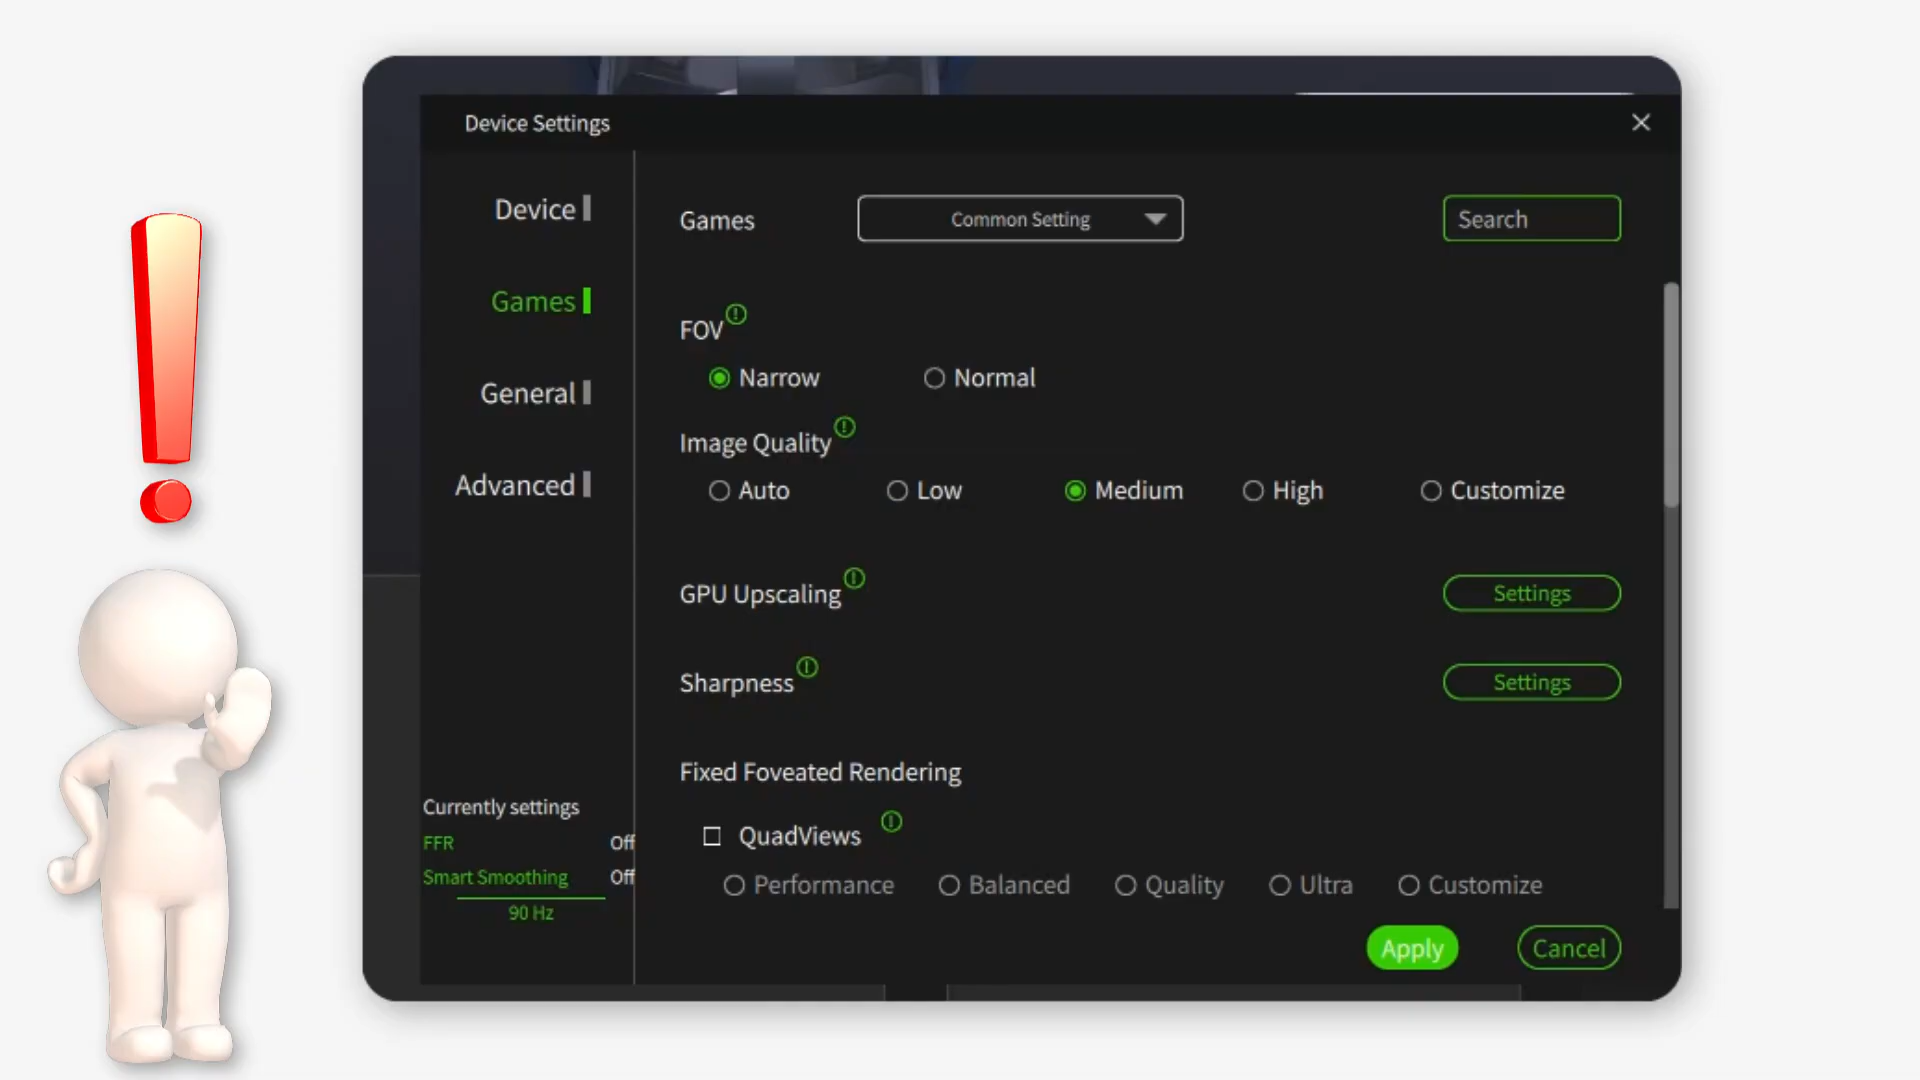 Device Settings
Device
Games
General
Advanced
Currently settings
FFR Off
Smart Smoothing Off
90 Hz
Games Common Setting Search
FOV
Narrow Normal
Image Quality
Auto Low Medium High Customize
GPU Upscaling Settings
Sharpness Settings
Fixed Foveated Rendering
QuadViews
Performance Balanced Quality Ultra Customize
Apply Cancel